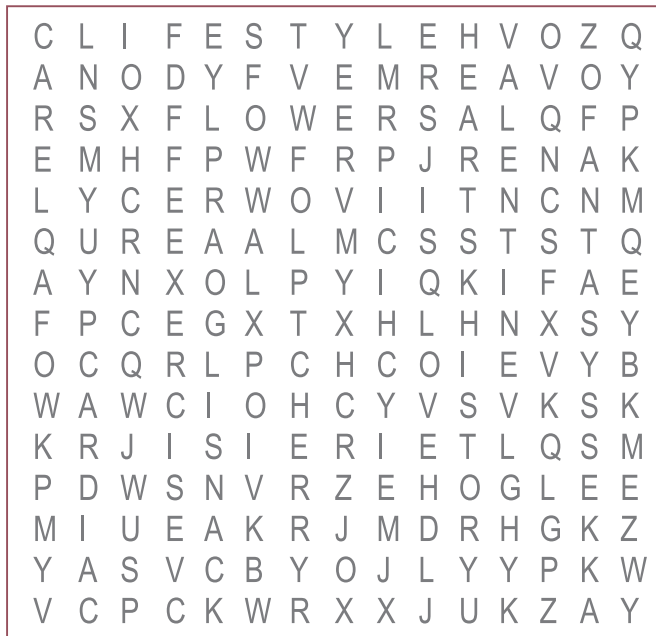 C L I F E S T Y L E H V O Z Q
A N O D Y F V E M R E A V O Y
R S X F L O W E R S A L Q F P
E M H F P W F R P J R E N A K
L Y C E R W O V I I T N C N M
Q U R E A A L M C S S T S T Q
A Y N X O L P Y I Q K I F A E
F P C E G X T X H L H N X S Y
O C Q R L P C H C O I E V Y B
W A W C I O H C Y V S V K S K
K R J I S I E R I E T L Q S M
P D W S N V R Z E H O G L E E
M I U E A K R J M D R H G K Z
Y A S V C B Y O J L Y Y P K W
V C P C K W R X X J U K Z A Y